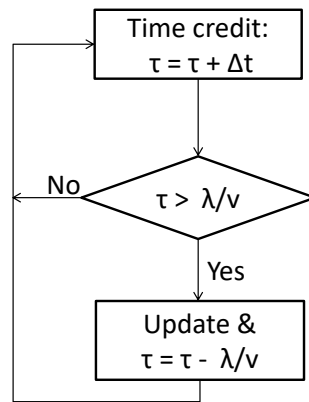 Time credit:
τ = τ + Δt
No
τ > λ/v
Yes
Update &
τ = τ - λ/v